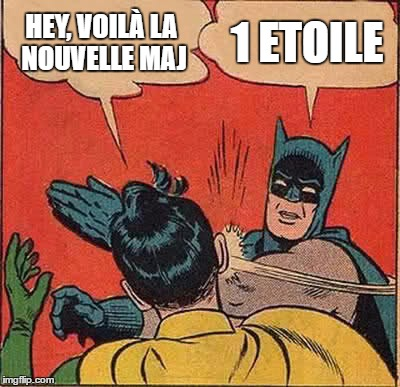 HEY, VOILÀ LA
NOUVELLE MAJ
1 ETOILE
imgflip.com